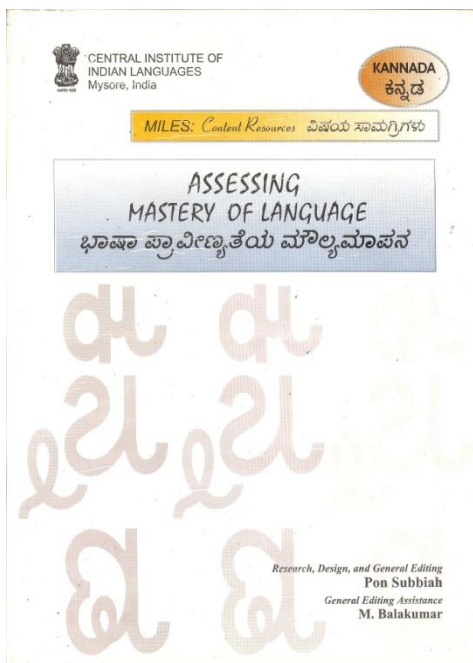 CENTRAL INSTITUTE OF
INDIAN LANGUAGES
Mysore, India
KANNADA
ಕನ್ನಡ
MILES: Content Resources ವಿಷಯ ಸಾಮಗ್ರಿಗಳು
ASSESSING
MASTERY OF LANGUAGE
ಭಾಷಾ ಪ್ರಾವೀಣ್ಯತೆಯ ಮೌಲ್ಯಮಾಪನ
Research, Design, and General Editing
Pon Subbiah
General Editing Assistance
M. Balakumar